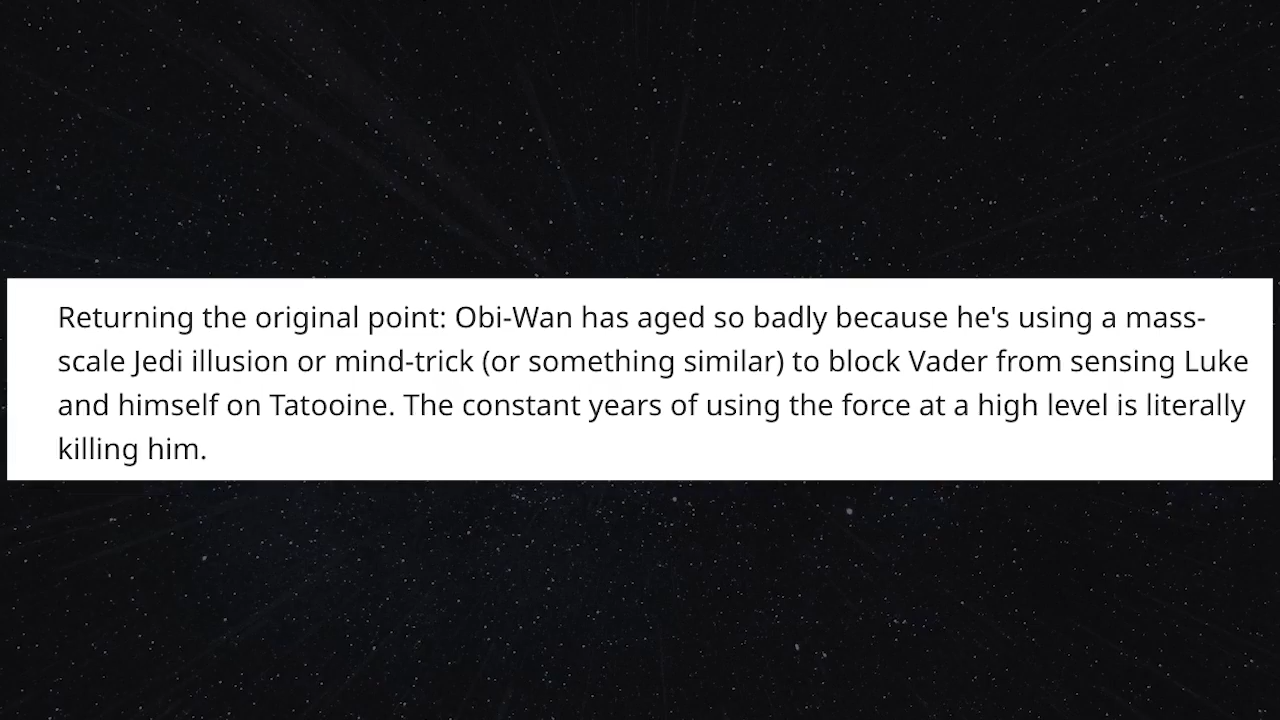 Returning the original point: Obi-Wan has aged so badly because he's using a mass-
scale Jedi illusion or mind-trick (or something similar) to block Vader from sensing Luke
and himself on Tatooine. The constant years of using the force at a high level is literally
killing him.